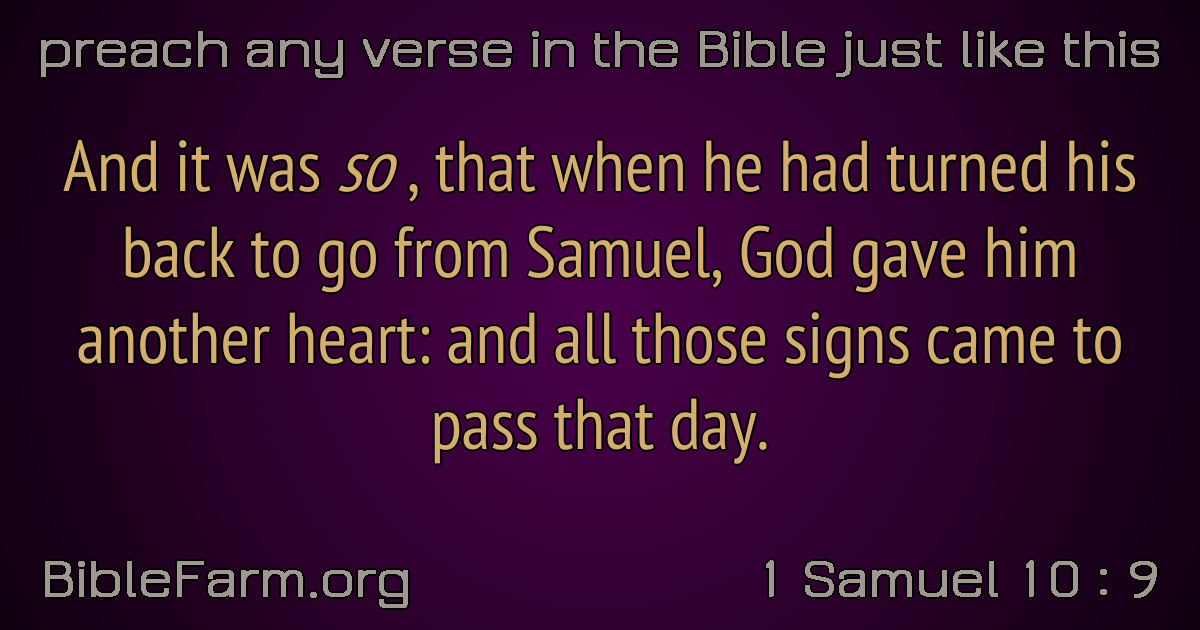 preach any verse in the Bible just like this
And it was so , that when he had turned his
back to go from Samuel, God gave him
another heart: and all those signs came to
pass that day.
BibleFarm.org
1 Samuel 10 : 9